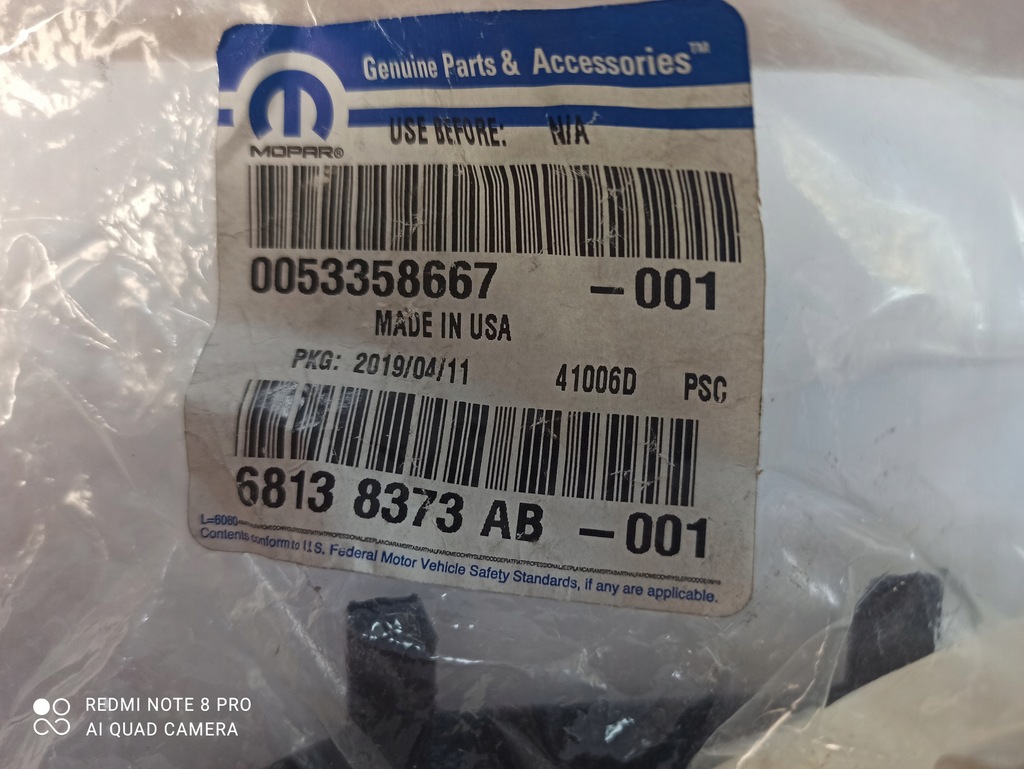 Genuine Parts & Accessories™
MOPAR®
USE BEFORE: N/A
0053358667 -001
MADE IN USA
PKG: 2019/04/11 41006D PSC
6813 8373 AB -001
L=6080
Contents conform to U.S. Federal Motor Vehicle Safety Standards, if any are applicable.
REDMI NOTE 8 PRO
AI QUAD CAMERA